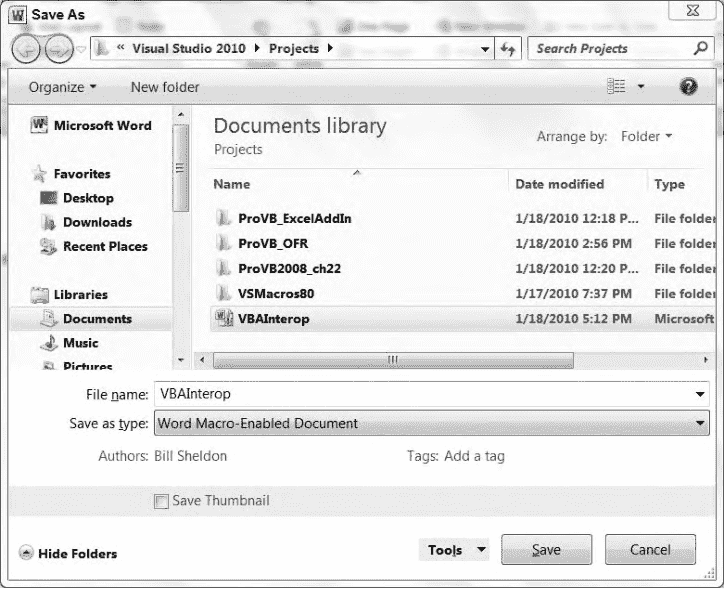 Save As
« Visual Studio 2010 Projects
Search Projects
Organize
New folder
Microsoft Word
Favorites
Desktop
Downloads
Recent Places
Libraries
Documents
Music
Pictures
Documents library
Projects
Arrange by: Folder
Name Date modified Type
ProVB_ExcelAddIn 1/18/2010 12:18 P... File folder
ProVB_OFR 1/18/2010 2:56 PM File folder
ProVB2008_ch22 1/18/2010 12:20 P... File folder
VSMacros80 1/17/2010 7:37 PM File folder
VBAInterop 1/18/2010 5:12 PM Microsoft
File name: VBAInterop
Save as type: Word Macro-Enabled Document
Authors: Bill Sheldon Tags: Add a tag
Save Thumbnail
Hide Folders
Tools
Save
Cancel